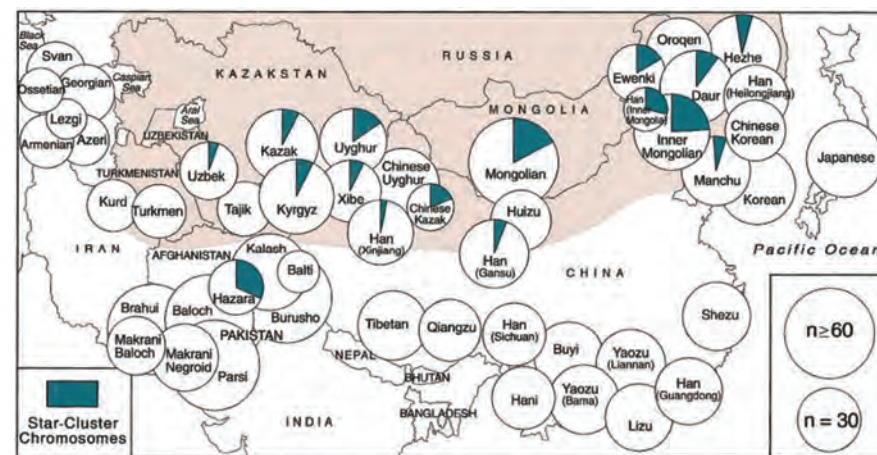 Black
Sea
Svan
Ossetian
Georgian
Caspian
Sea
Lezgi
Armenian
Azeri
KAZAKSTAN
RUSSIA
MONGOLIA
Aral
Sea
UZBEKISTAN
TURKMENISTAN
Uzbek
Kurd
Turkmen
Tajik
Kazak
Uyghur
Kyrgyz
Xibe
Chinese
Uyghur
Chinese
Kazak
Han
(Xinjiang)
Mongolian
Huizu
Han
(Gansu)
Oroqen
Hezhe
Ewenki
Daur
Han
(Heilongjiang)
Han
(Inner
Mongolia)
Inner
Mongolian
Chinese
Korean
Manchu
Korean
Japanese
Pacific Ocean
IRAN
AFGHANISTAN
Kalash
Balti
Hazara
Burusho
Brahui
Baloch
PAKISTAN
Makrani
Baloch
Makrani
Negroid
Parsi
CHINA
Tibetan
Qiangzu
Han
(Sichuan)
NEPAL
BHUTAN
BANGLADESH
INDIA
Buyi
Yaozu
(Liannan)
Hani
Yaozu
(Bama)
Lizu
Han
(Guangdong)
Shezu
Star-Cluster
Chromosomes
n≥60
n = 30